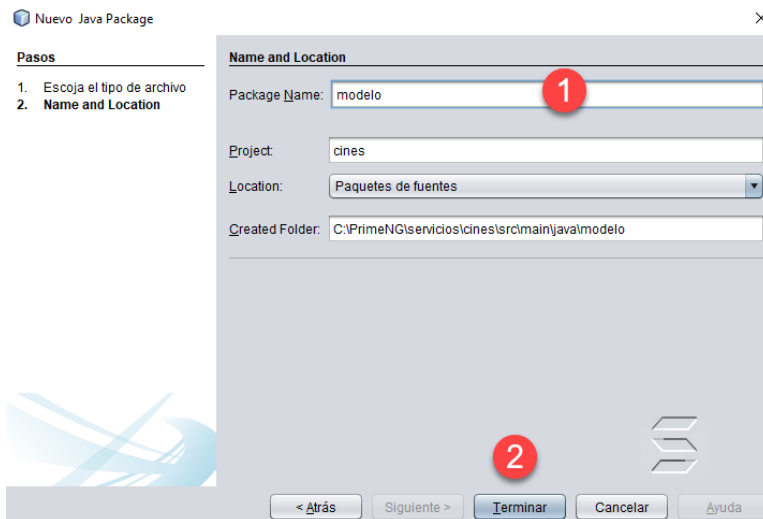 Nuevo Java Package
Pasos
1. Escoja el tipo de archivo
2. Name and Location
Name and Location
Package Name: modelo
1
Project: cines
Location: Paquetes de fuentes
Created Folder: C:\PrimeNG\servicios\cines\src\main\java\modelo
2
< Atrás Siguiente > Terminar Cancelar Ayuda